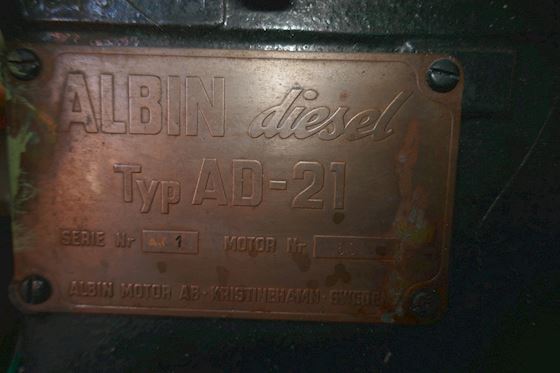 ALBIN diesel
Typ AD-21
SERIE Nr 1 MOTOR Nr
ALBIN MOTOR AB · KRISTINEHAMN · SWEDEN